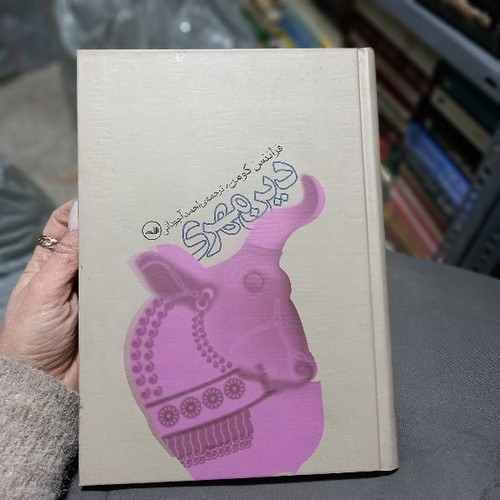 فرانتس کومن، ترجمه‌ی احمد آجودانی
دین مهری